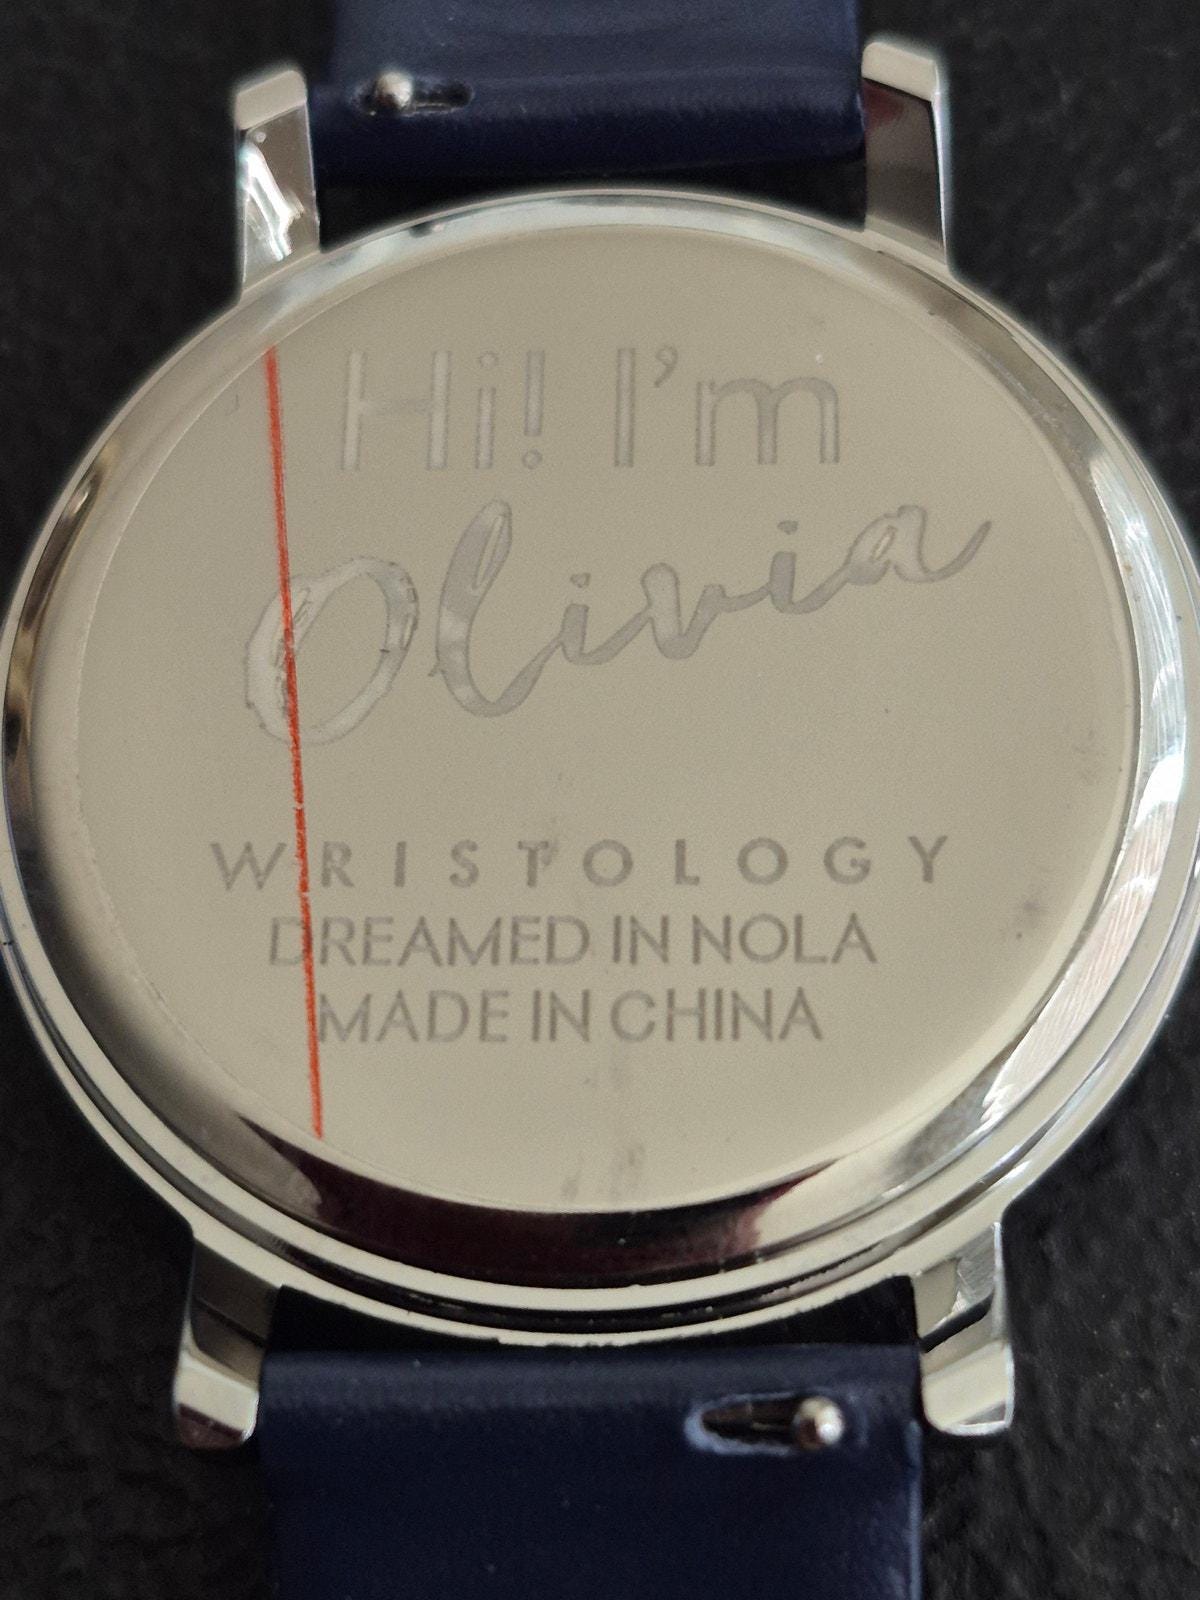 Hi! I'm
Olivia
WRISTOLOGY
DREAMED IN NOLA
MADE IN CHINA